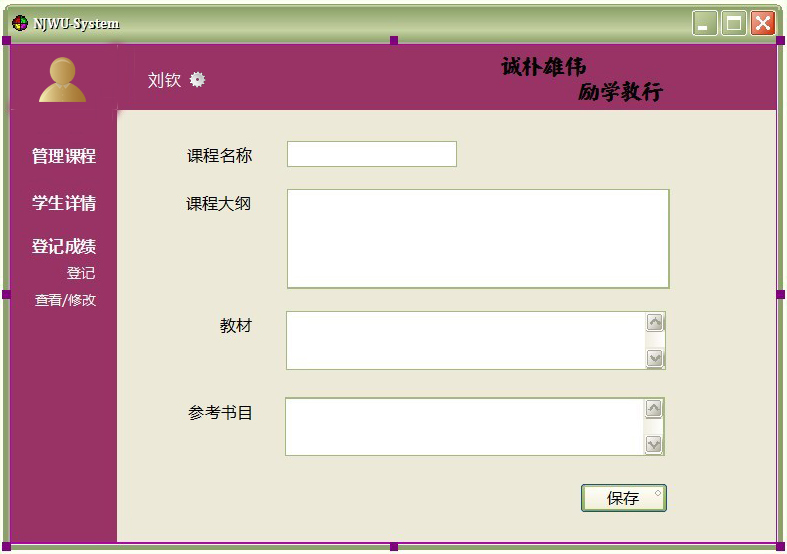 NJWU-System
刘钦
诚朴雄伟
励学敦行
管理课程
学生详情
登记成绩
登记
查看/修改
课程名称
课程大纲
教材
参考书目
保存